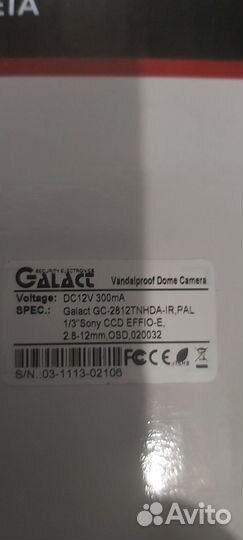 ETA
SECURITY ELECTRONICS
GALACT
Vandalproof Dome Camera
Voltage: DC12V 300mA
SPEC.: Galact GC-2812TNHDA-IR,PAL
1/3"Sony CCD EFFIO-E,
2.8-12mm,OSD,020032
FC CE
S/N.:03-1113-02106
Avito